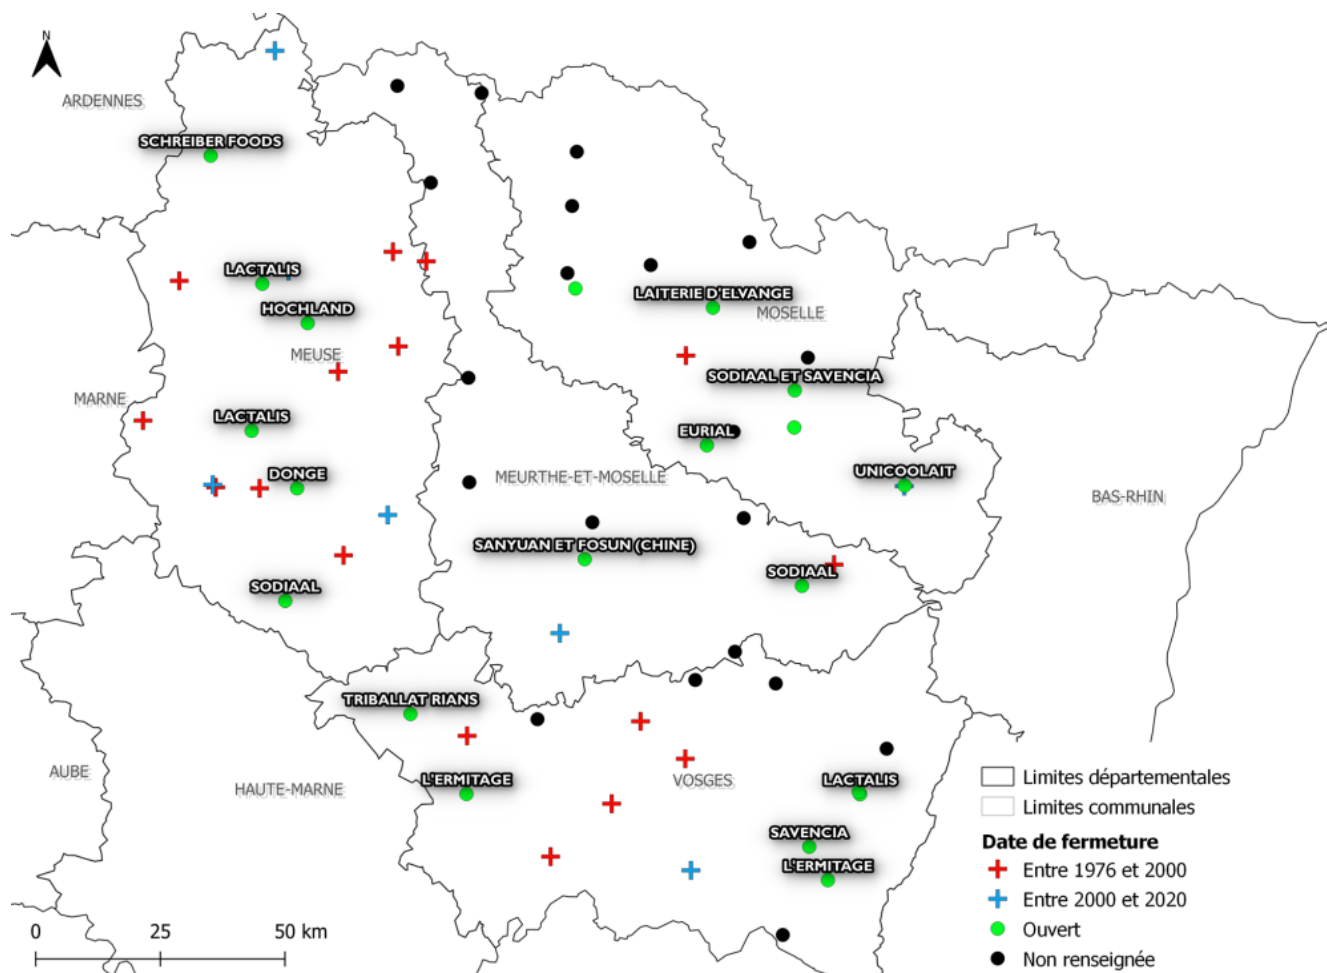 N
ARDENNES
SCHREIBER FOODS
LACTALIS
HOCHLAND
LAITERIE D'ELVANGE
MOSELLE
MEUSE
SODIAAL ET SAVENCIA
MARNE
LACTALIS
EURIAL
DONGE
MEURTHE-ET-MOSELLE
UNICOOLAIT
BAS-RHIN
SANYUAN ET FOSUN (CHINE)
SODIAAL
SODIAAL
TRIBALLAT RIANS
AUBE
HAUTE-MARNE
L'ERMITAGE
VOSGES
LACTALIS
SAVENCIA
L'ERMITAGE
Limites départementales
Limites communales
Date de fermeture
Entre 1976 et 2000
Entre 2000 et 2020
Ouvert
Non renseignée
0 25 50 km